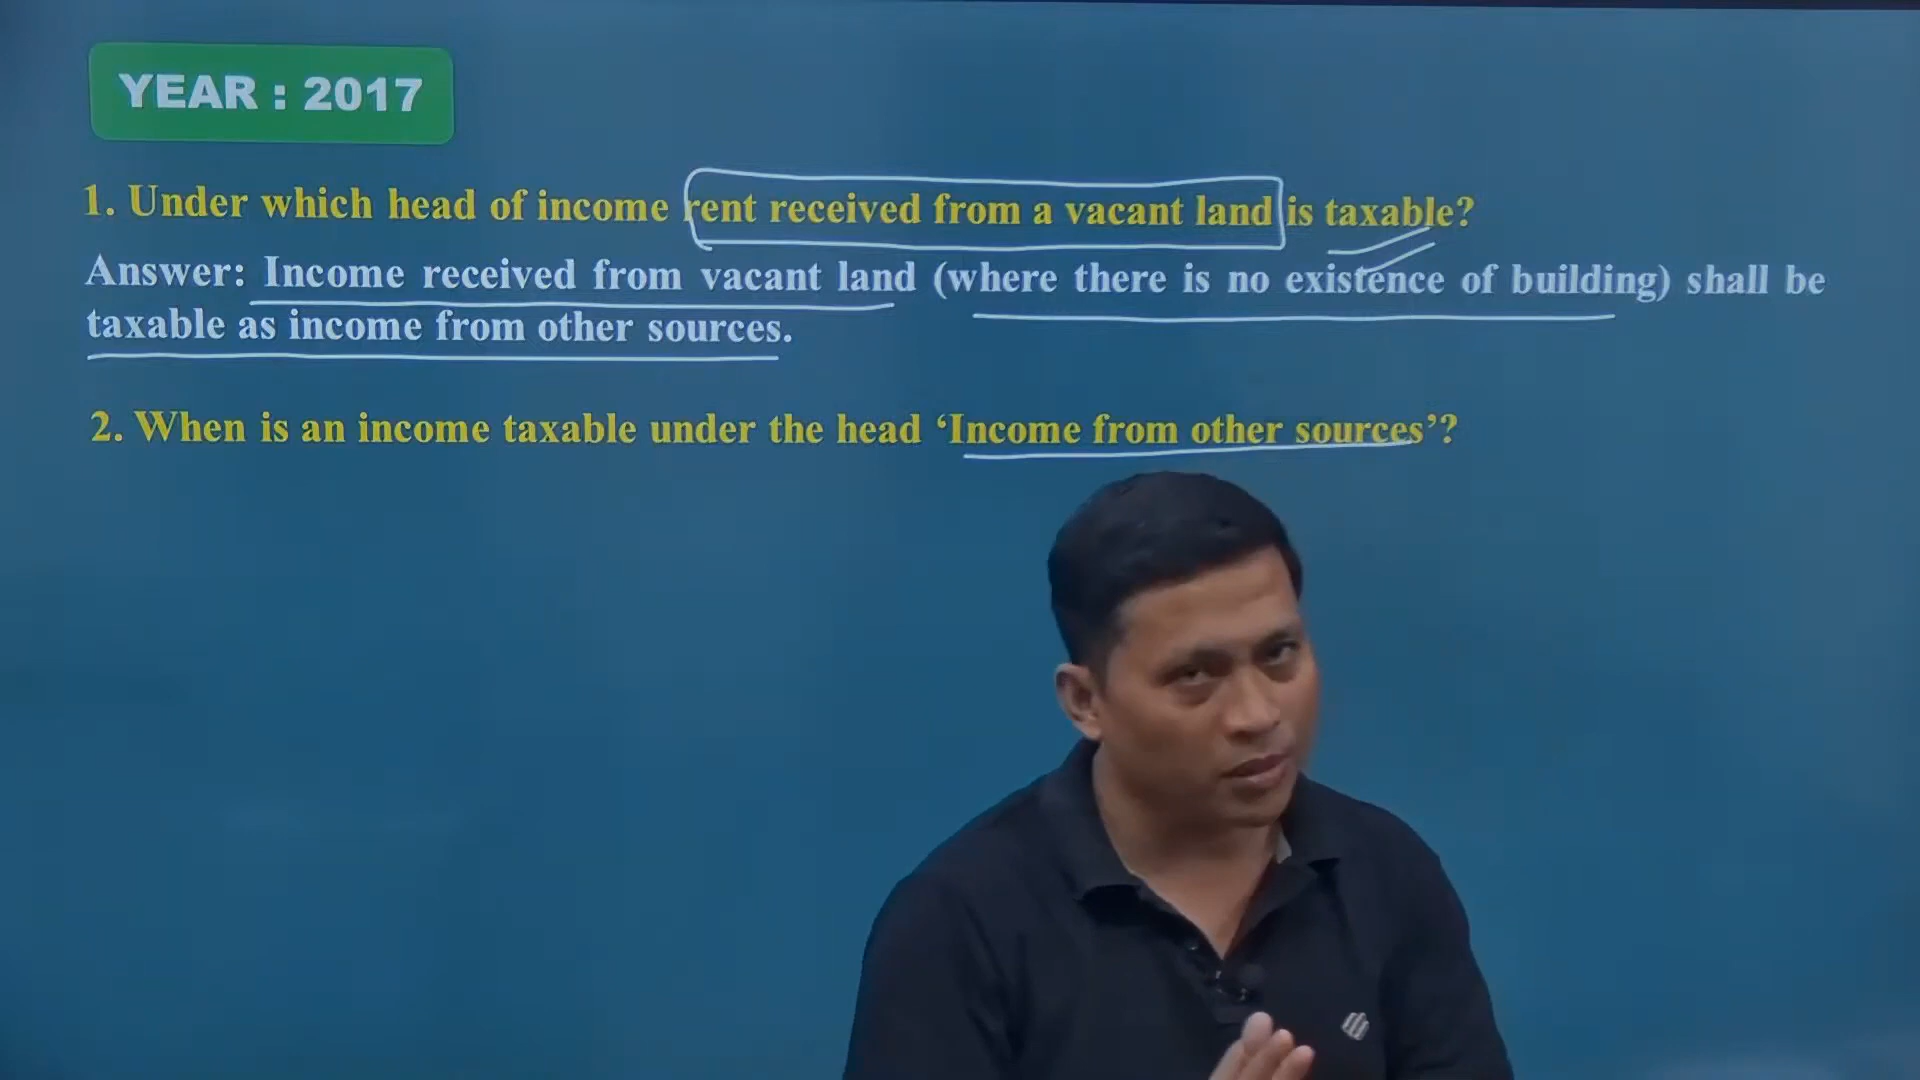 YEAR : 2017
1. Under which head of income rent received from a vacant land is taxable?
Answer: Income received from vacant land (where there is no existence of building) shall be
taxable as income from other sources.
2. When is an income taxable under the head ‘Income from other sources’?